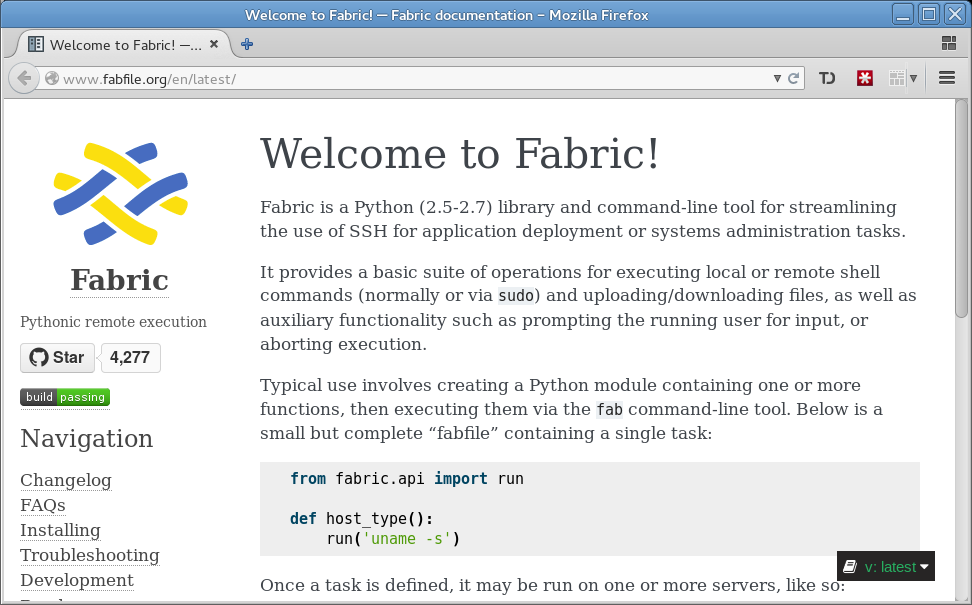 Welcome to Fabric! — Fabric documentation – Mozilla Firefox
Welcome to Fabric! —...
www.fabfile.org/en/latest/
Fabric
Pythonic remote execution
Star 4,277
build passing
Navigation
Changelog
FAQs
Installing
Troubleshooting
Development
Welcome to Fabric!
Fabric is a Python (2.5-2.7) library and command-line tool for streamlining
the use of SSH for application deployment or systems administration tasks.
It provides a basic suite of operations for executing local or remote shell
commands (normally or via sudo) and uploading/downloading files, as well as
auxiliary functionality such as prompting the running user for input, or
aborting execution.
Typical use involves creating a Python module containing one or more
functions, then executing them via the fab command-line tool. Below is a
small but complete “fabfile” containing a single task:
from fabric.api import run
def host_type():
    run('uname -s')
Once a task is defined, it may be run on one or more servers, like so:
v: latest